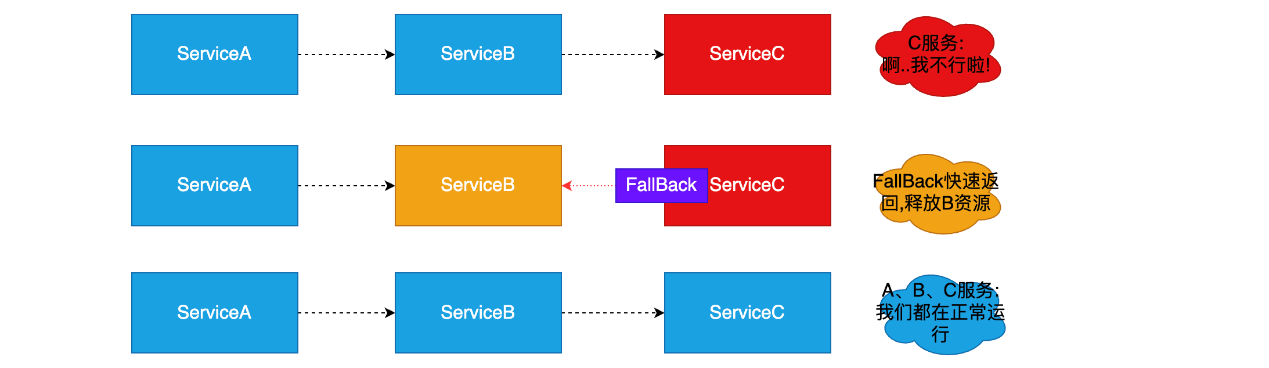 ServiceA
ServiceB
ServiceC
C服务:
啊..我不行啦!
ServiceA
ServiceB
FallBack
ServiceC
FallBack快速返
回,释放B资源
ServiceA
ServiceB
ServiceC
A、B、C服务:
我们都在正常运
行